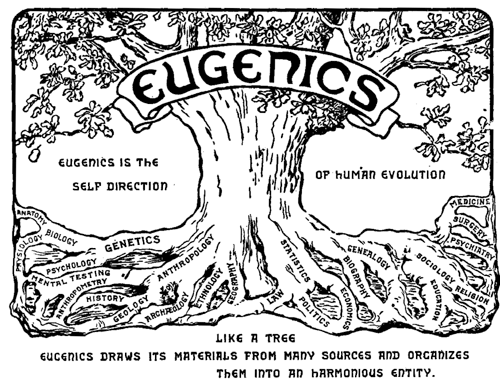 EUGENICS
EUGENICS IS THE
SELF DIRECTION
OF HUMAN EVOLUTION
ANATOMY
PHYSIOLOGY
BIOLOGY
GENETICS
PSYCHOLOGY
MENTAL TESTING
ANTHROPOMETRY
HISTORY
GEOLOGY
ANTHROPOLOGY
ARCHÆOLOGY
ETHNOLOGY
GEOGRAPHY
LAW
STATISTICS
POLITICS
ECONOMICS
BIOGRAPHY
GENEALOGY
EDUCATION
SOCIOLOGY
RELIGION
PSYCHIATRY
SURGERY
MEDICINE
LIKE A TREE
EUGENICS DRAWS ITS MATERIALS FROM MANY SOURCES AND ORGANIZES
THEM INTO AN HARMONIOUS ENTITY.